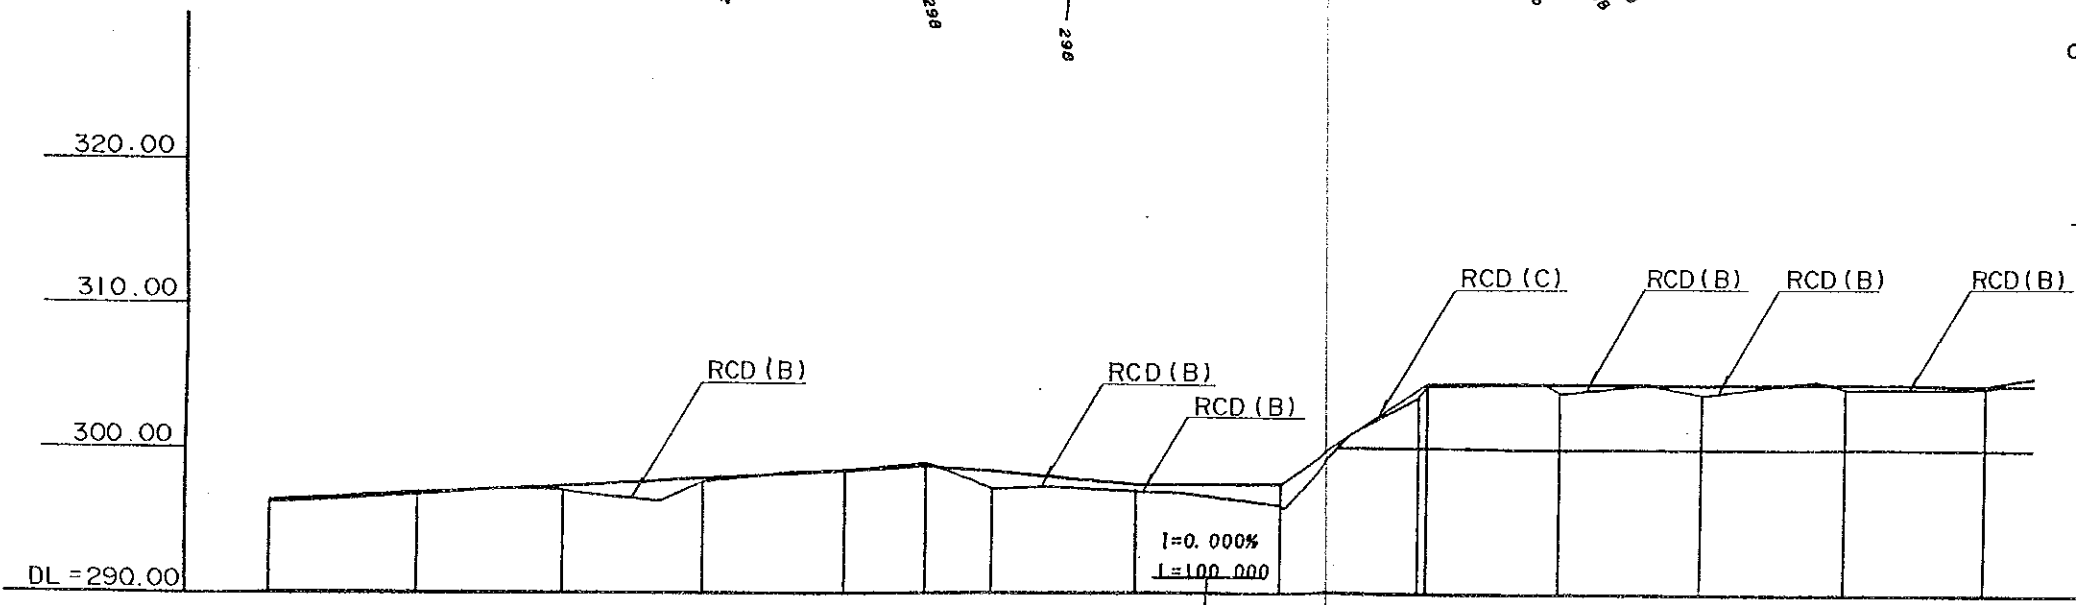 298
298
320.00
310.00
RCD (C)
RCD (B)
RCD (B)
RCD (B)
RCD (B)
RCD (B)
RCD (B)
300.00
I=0.000%
L=100.000
DL=290.00